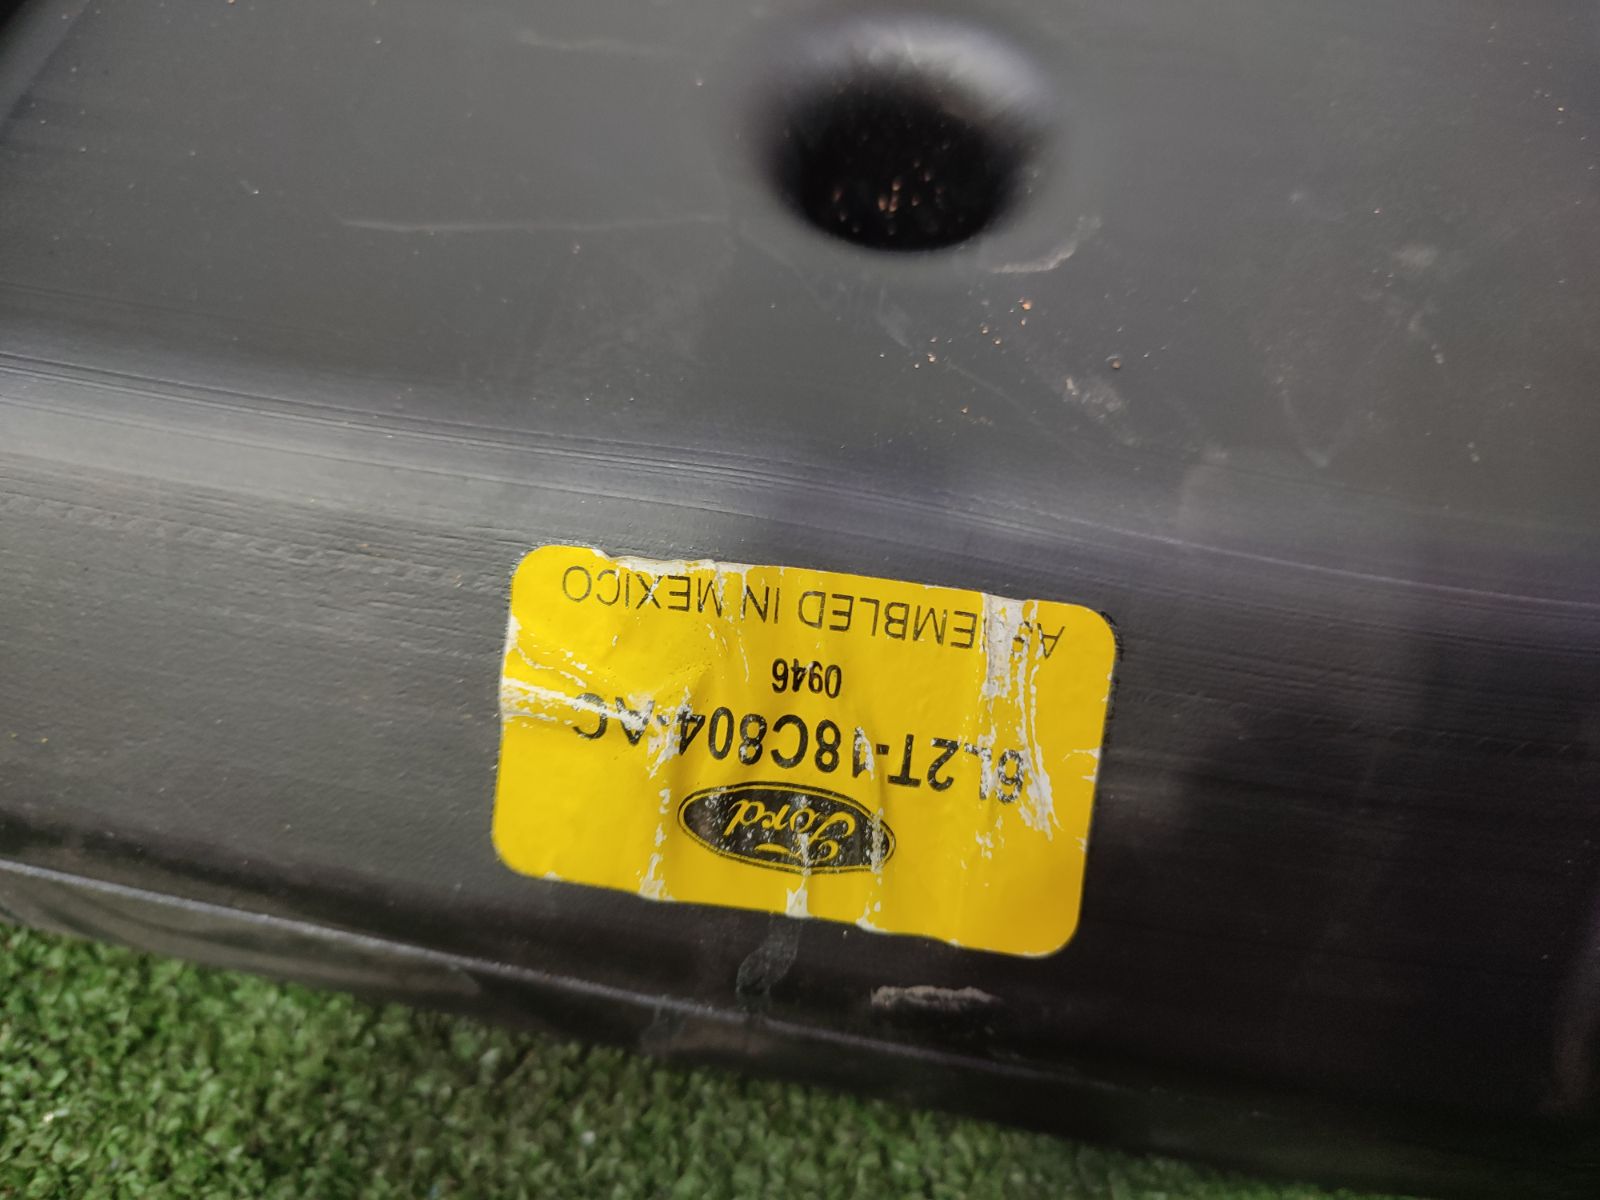 Ford
6L2T-18C804-AC
0946
ASSEMBLED IN MEXICO